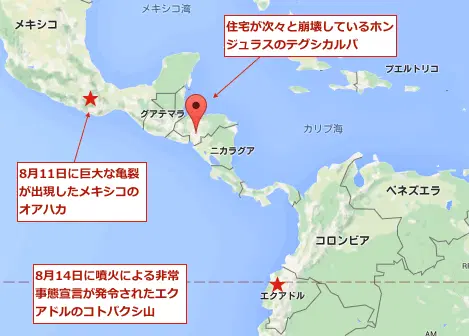 メキシコ湾
メキシコ
住宅が次々と崩壊しているホン
ジュラスのテグシカルパ
プエルトリコ
グアテマラ
カリブ海
ニカラグア
8月11日に巨大な亀裂
が出現したメキシコの
オアハカ
ベネズエラ
コロンビア
8月14日に噴火による非常
事態宣言が発令されたエク
アドルのコトパクシ山
エクアドル